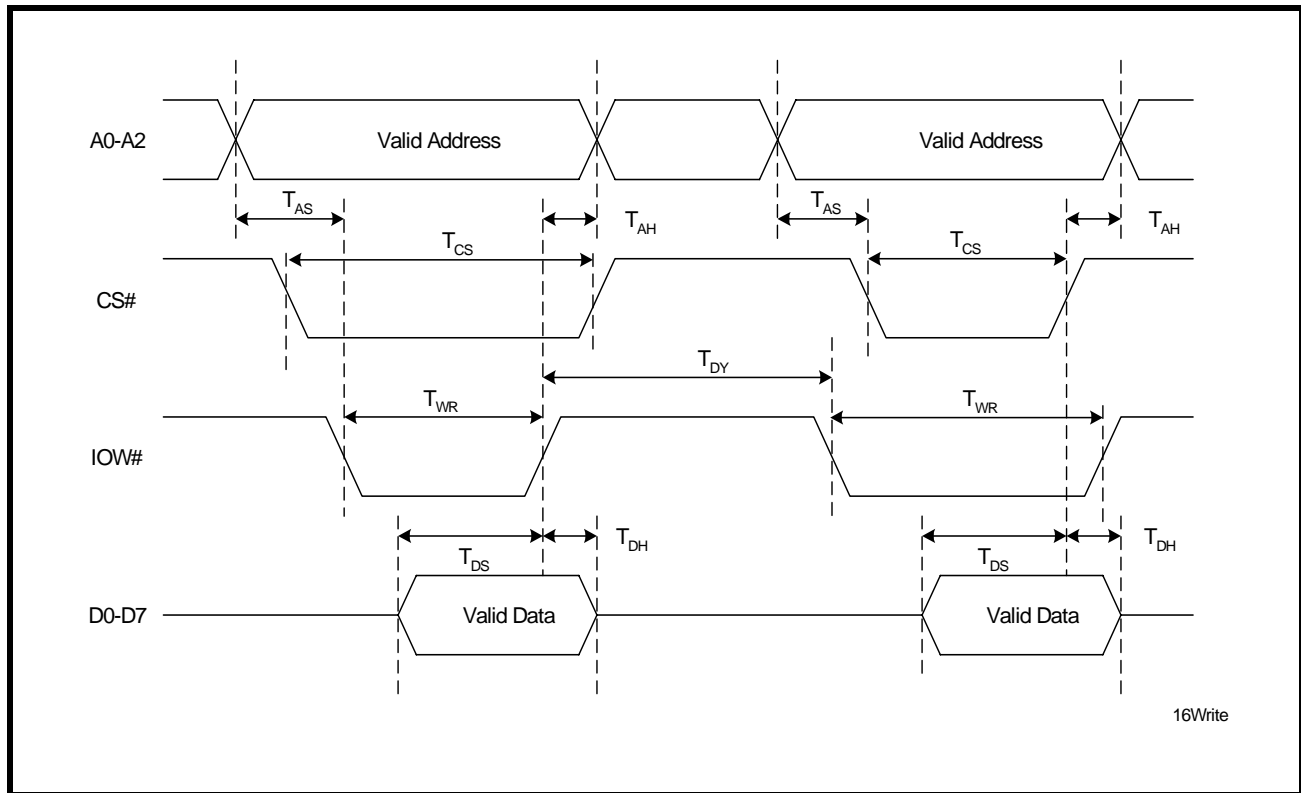 A0-A2
Valid Address
Valid Address
TAS
TAH
TAS
TAH
TCS
TCS
CS#
TDY
TWR
TWR
IOW#
TDS
TDH
TDS
TDH
D0-D7
Valid Data
Valid Data
16Write